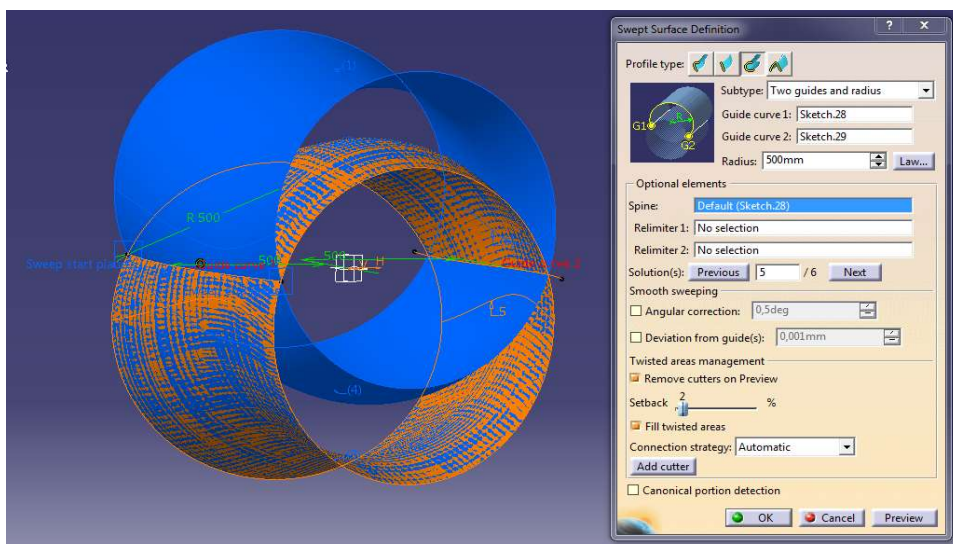 Swept Surface Definition
? X
Profile type:
Subtype: Two guides and radius
Guide curve 1: Sketch.28
Guide curve 2: Sketch.29
Radius: 500mm Law...
G1 R G2
Optional elements
Spine: Default (Sketch.28)
Relimiter 1: No selection
Relimiter 2: No selection
Solution(s): Previous 5 / 6 Next
Smooth sweeping
Angular correction: 0,5deg
Deviation from guide(s): 0,001mm
Twisted areas management
Remove cutters on Preview
Setback 2 %
Fill twisted areas
Connection strategy: Automatic
Add cutter
Canonical portion detection
OK Cancel Preview
R 500
Sweep start
500
500
H
5
(4)